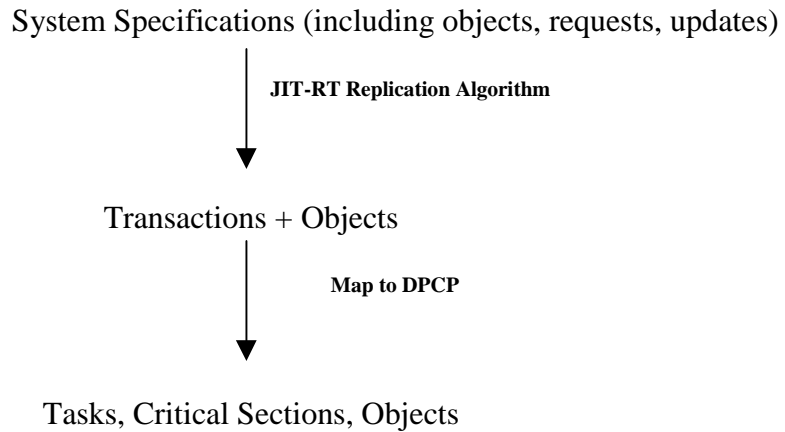 System Specifications (including objects, requests, updates)
JIT-RT Replication Algorithm
Transactions + Objects
Map to DPCP
Tasks, Critical Sections, Objects